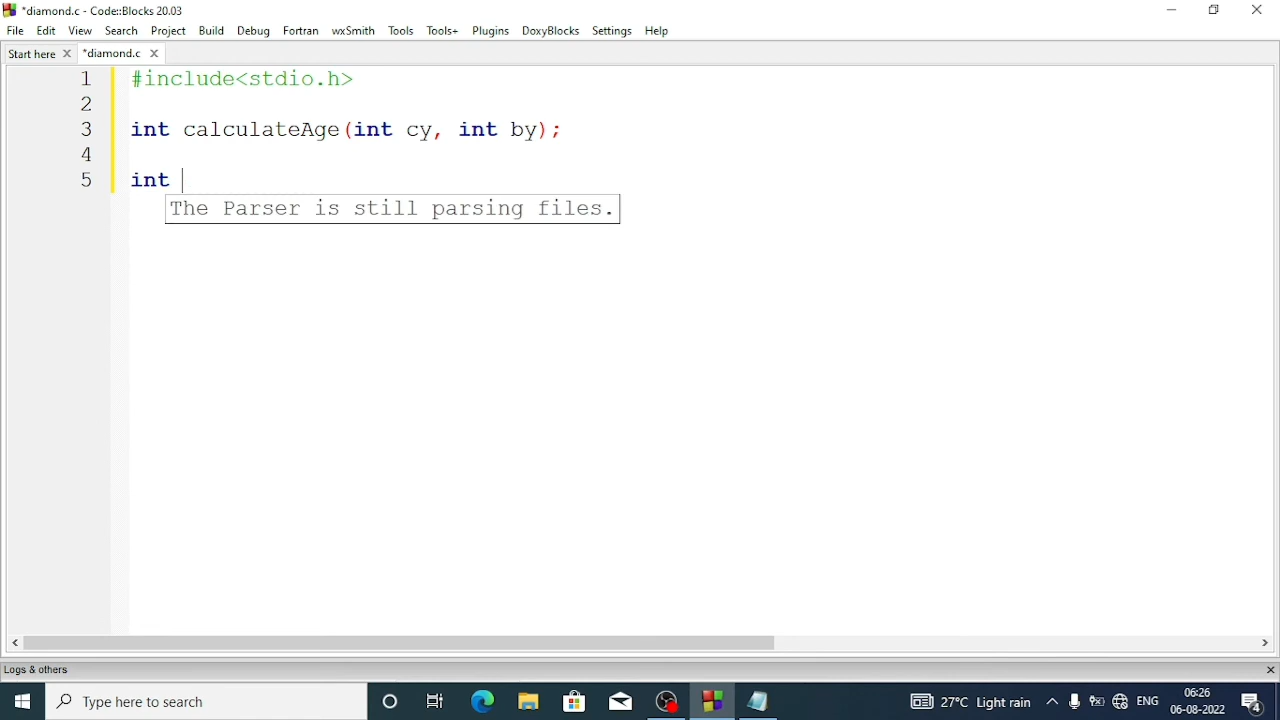 *diamond.c - Code::Blocks 20.03
File Edit View Search Project Build Debug Fortran wxSmith Tools Tools+ Plugins DoxyBlocks Settings Help
Start here *diamond.c
1 #include<stdio.h>
2
3 int calculateAge(int cy, int by);
4
5 int
The Parser is still parsing files.
Logs & others
Type here to search
27°C Light rain
ENG
06:26
06-08-2022
4